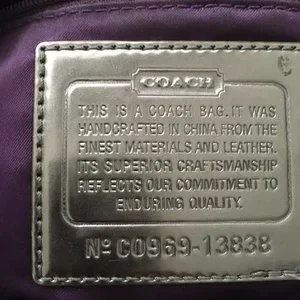 COACH
THIS IS A COACH BAG. IT WAS
HANDCRAFTED IN CHINA FROM THE
FINEST MATERIALS AND LEATHER.
ITS SUPERIOR CRAFTSMANSHIP
REFLECTS OUR COMMITMENT TO
ENDURING QUALITY.
Nº C0969-13838